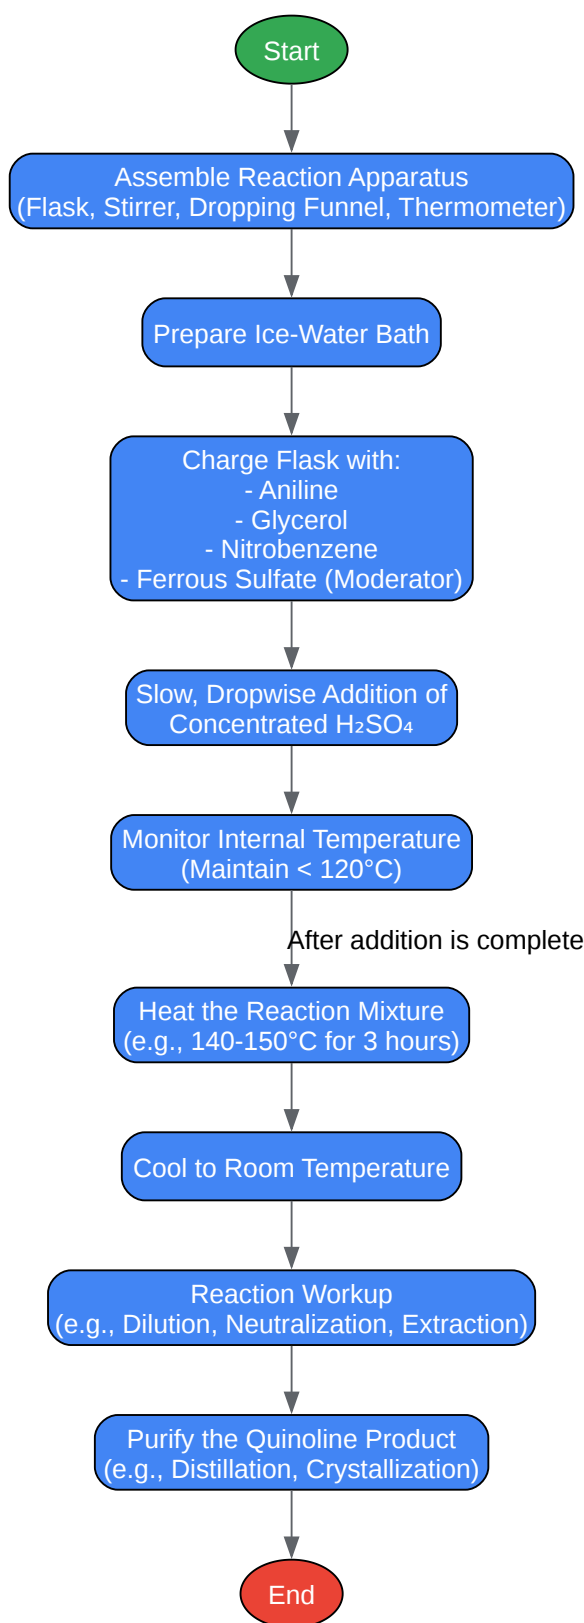 Start
Assemble Reaction Apparatus
(Flask, Stirrer, Dropping Funnel, Thermometer)
Prepare Ice-Water Bath
Charge Flask with:
- Aniline
- Glycerol
- Nitrobenzene
- Ferrous Sulfate (Moderator)
Slow, Dropwise Addition of
Concentrated H₂SO₄
Monitor Internal Temperature
(Maintain < 120°C)
After addition is complete
Heat the Reaction Mixture
(e.g., 140-150°C for 3 hours)
Cool to Room Temperature
Reaction Workup
(e.g., Dilution, Neutralization, Extraction)
Purify the Quinoline Product
(e.g., Distillation, Crystallization)
End